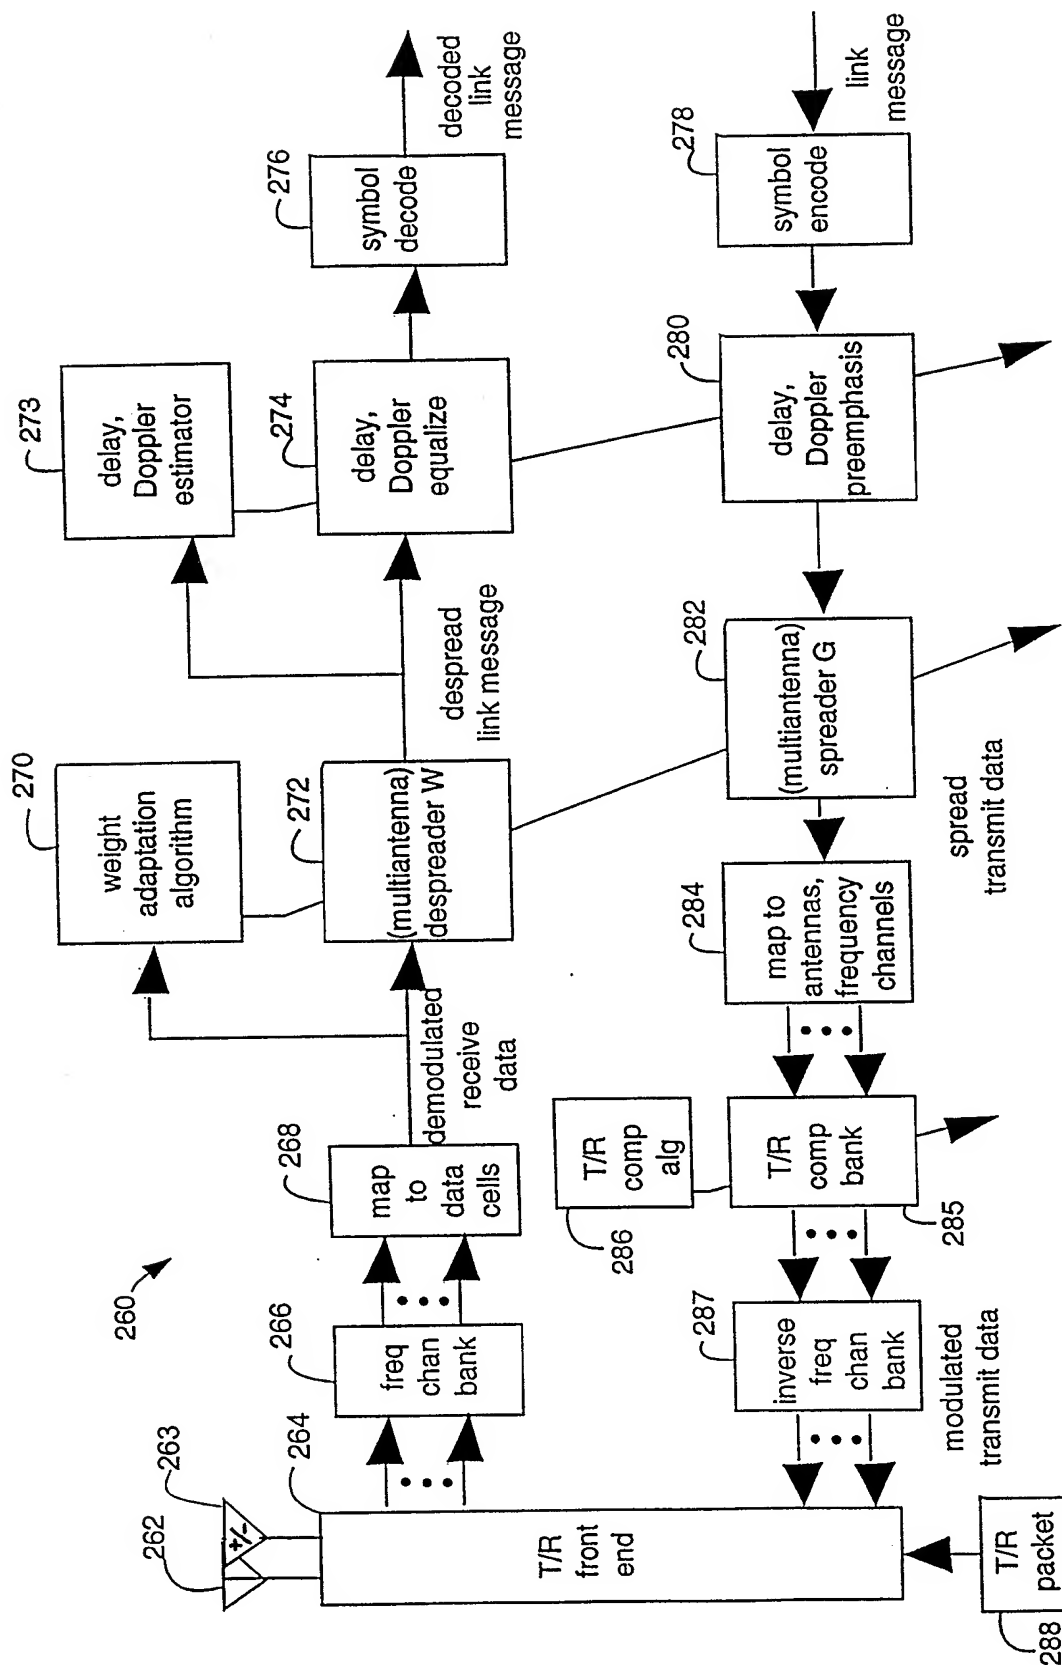 260
262
263
+/-
264
T/R
front
end
266
freq
chan
bank
268
map
to
data
cells
demodulated
receive
data
270
weight
adaptation
algorithm
272
(multiantenna)
despreader W
despread
link message
273
delay,
Doppler
estimator
274
delay,
Doppler
equalize
276
symbol
decode
decoded
link
message
link
message
278
symbol
encode
280
delay,
Doppler
preemphasis
282
(multiantenna)
spreader G
spread
transmit data
284
map to
antennas,
frequency
channels
T/R
comp
alg
286
T/R
comp
bank
285
287
inverse
freq
chan
bank
modulated
transmit data
T/R
packet
288